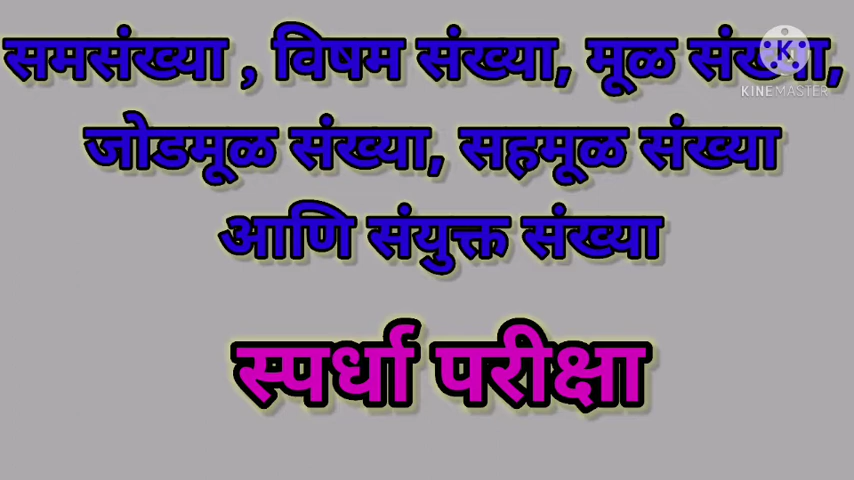 समसंख्या , विषम संख्या, मूळ संख्या,
KINEMASTER
जोडमूळ संख्या, सहमूळ संख्या
आणि संयुक्त संख्या
स्पर्धा परीक्षा